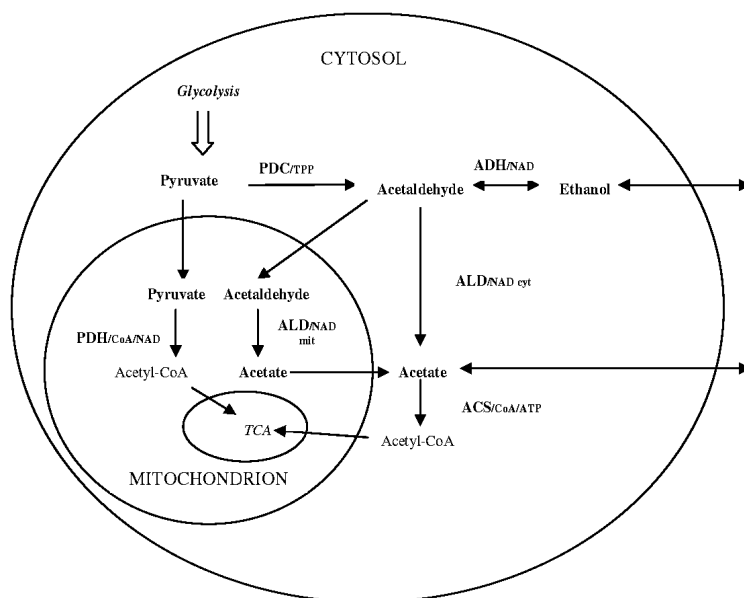 CYTOSOL
Glycolysis
Pyruvate
PDC/TPP
Acetaldehyde
ADH/NAD
Ethanol
Pyruvate
Acetaldehyde
ALD/NAD cyt
PDH/CoA/NAD
ALD/NAD
mit
Acetyl-CoA
Acetate
Acetate
ACS/CoA/ATP
TCA
Acetyl-CoA
MITOCHONDRION